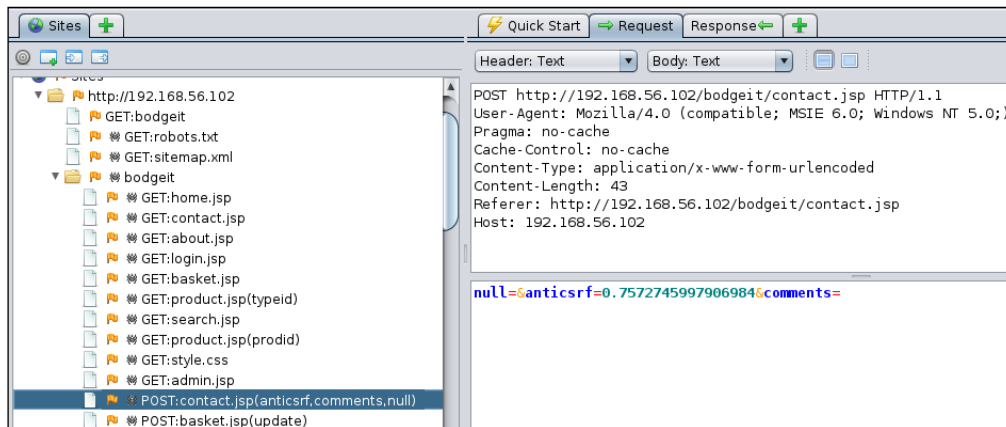 Sites
Quick Start
Request
Response
Header: Text
Body: Text
Sites
http://192.168.56.102
GET:bodgeit
GET:robots.txt
GET:sitemap.xml
bodgeit
GET:home.jsp
GET:contact.jsp
GET:about.jsp
GET:login.jsp
GET:basket.jsp
GET:product.jsp(typeid)
GET:search.jsp
GET:product.jsp(prodid)
GET:style.css
GET:admin.jsp
POST:contact.jsp(anticsrf,comments,null)
POST:basket.jsp(update)
POST http://192.168.56.102/bodgeit/contact.jsp HTTP/1.1
User-Agent: Mozilla/4.0 (compatible; MSIE 6.0; Windows NT 5.0;)
Pragma: no-cache
Cache-Control: no-cache
Content-Type: application/x-www-form-urlencoded
Content-Length: 43
Referer: http://192.168.56.102/bodgeit/contact.jsp
Host: 192.168.56.102
null=&anticsrf=0.7572745997906984&comments=